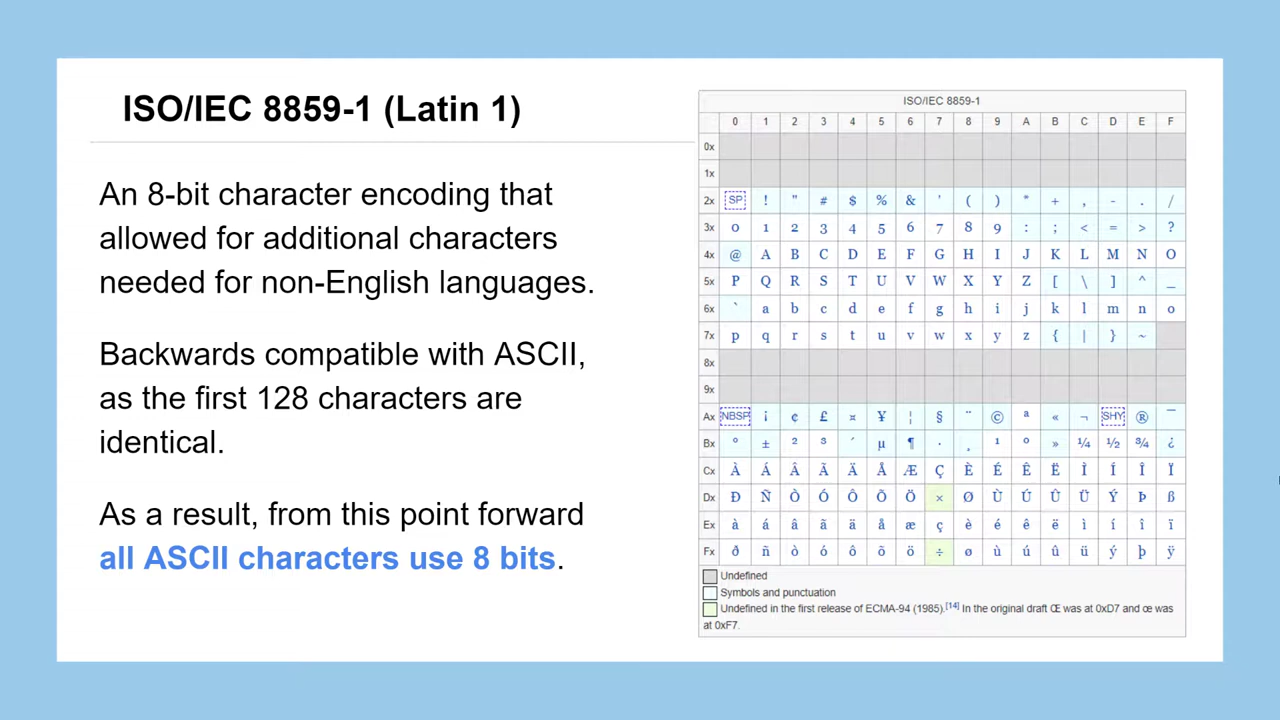 ISO/IEC 8859-1 (Latin 1)
An 8-bit character encoding that
allowed for additional characters
needed for non-English languages.
Backwards compatible with ASCII,
as the first 128 characters are
identical.
As a result, from this point forward
all ASCII characters use 8 bits.
ISO/IEC 8859-1
0 1 2 3 4 5 6 7 8 9 A B C D E F
0x
1x
2x SP ! " # $ % & ' ( ) * + , - . /
3x 0 1 2 3 4 5 6 7 8 9 : ; < = > ?
4x @ A B C D E F G H I J K L M N O
5x P Q R S T U V W X Y Z [ \ ] ^ _
6x ` a b c d e f g h i j k l m n o
7x p q r s t u v w x y z { | } ~
8x
9x
Ax NBSP ¡ ¢ £ ¤ ¥ ¦ § ¨ © ª « ¬ SHY ® ¯
Bx ° ± ² ³ ´ µ ¶ · ¸ ¹ º » ¼ ½ ¾ ¿
Cx À Á Â Ã Ä Å Æ Ç È É Ê Ë Ì Í Î Ï
Dx Ð Ñ Ò Ó Ô Õ Ö × Ø Ù Ú Û Ü Ý Þ ß
Ex à á â ã ä å æ ç è é ê ë ì í î ï
Fx ð ñ ò ó ô õ ö ÷ ø ù ú û ü ý þ ÿ
Undefined
Symbols and punctuation
Undefined in the first release of ECMA-94 (1985).[14] In the original draft Œ was at 0xD7 and œ was
at 0xF7.